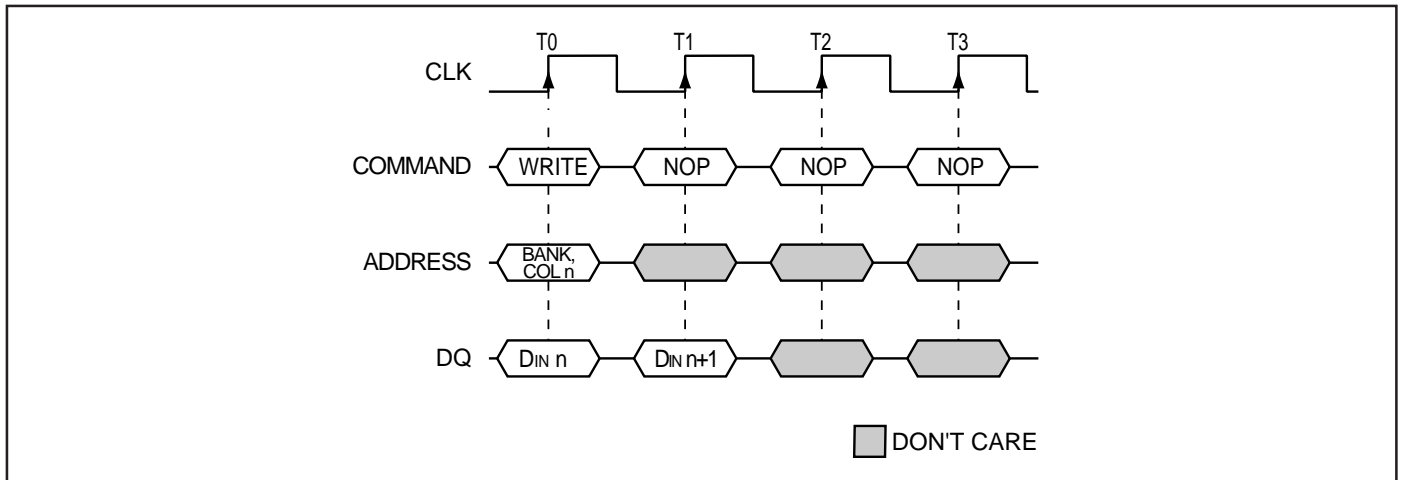 T0 T1 T2 T3
CLK
COMMAND WRITE NOP NOP NOP
ADDRESS BANK,
COL n
DQ DIN n DIN n+1
DON'T CARE